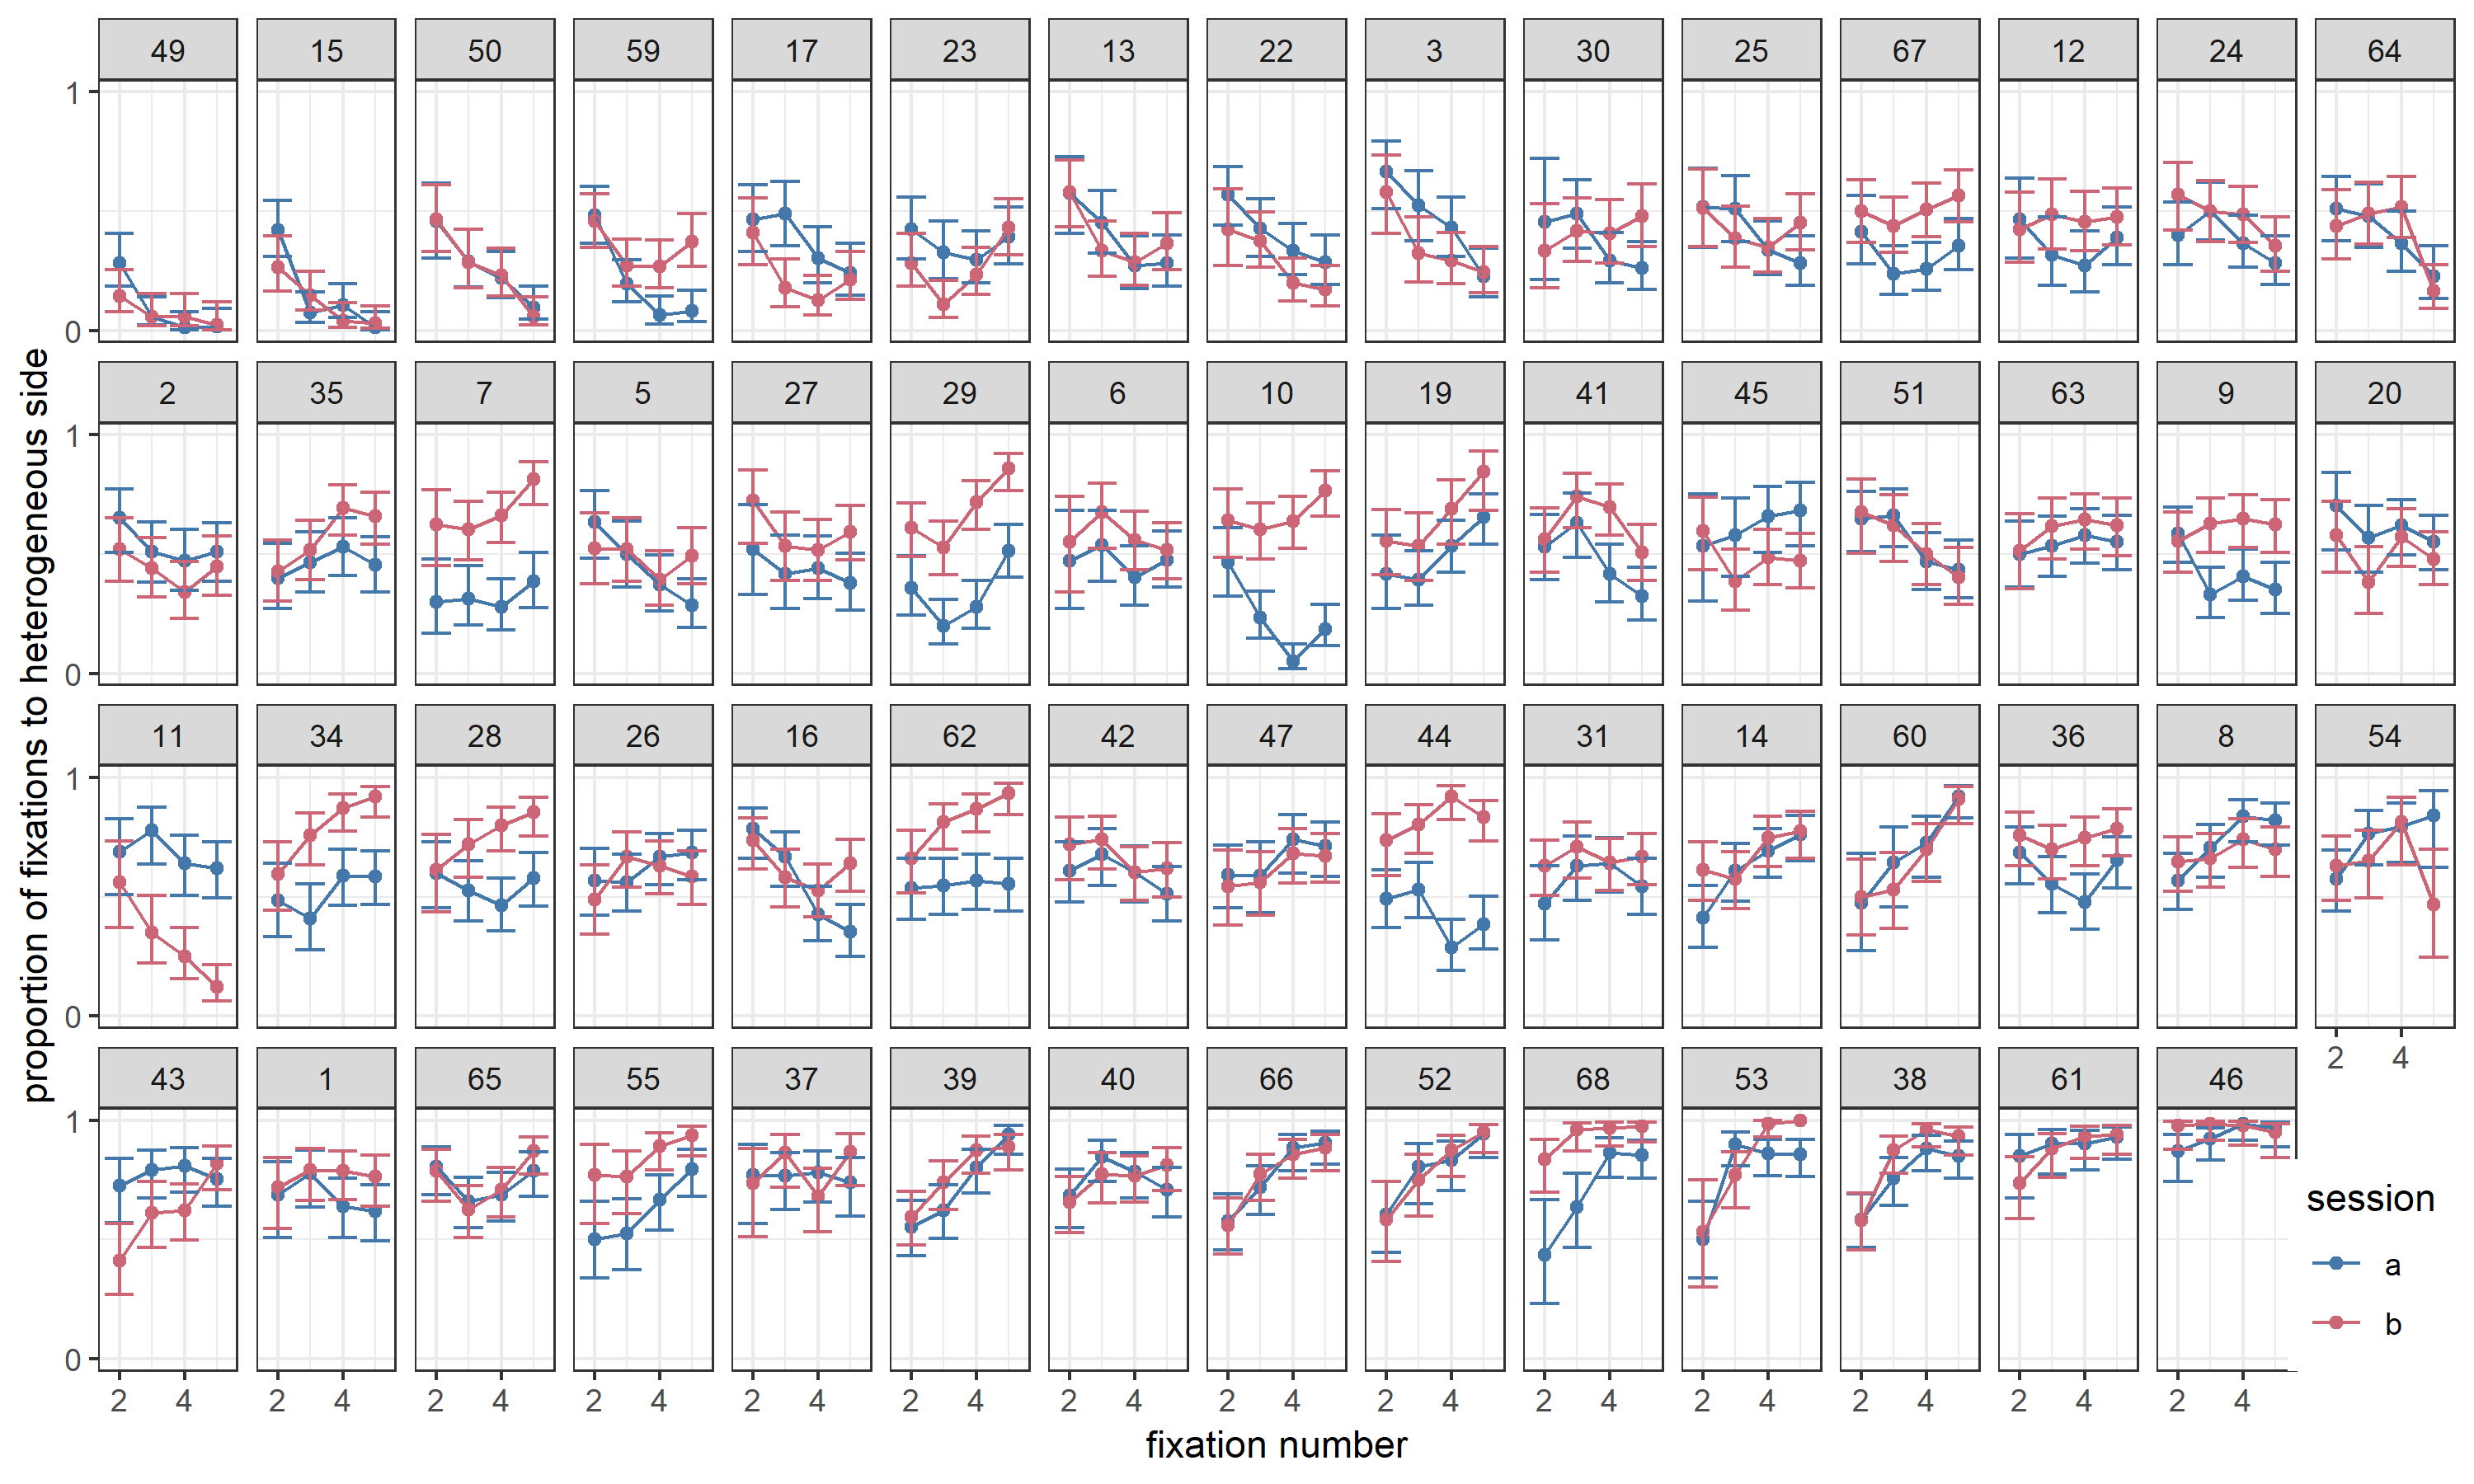 49 15 50 59 17 23 13 22 3 30 25 67 12 24 64
1
0
2 35 7 5 27 29 6 10 19 41 45 51 63 9 20
1
0
11 34 28 26 16 62 42 47 44 31 14 60 36 8 54
1
0
2 4
43 1 65 55 37 39 40 66 52 68 53 38 61 46
1
0
2 4 2 4 2 4 2 4 2 4 2 4 2 4 2 4 2 4 2 4 2 4 2 4 2 4 2 4
fixation number
proportion of fixations to heterogeneous side
session
a
b